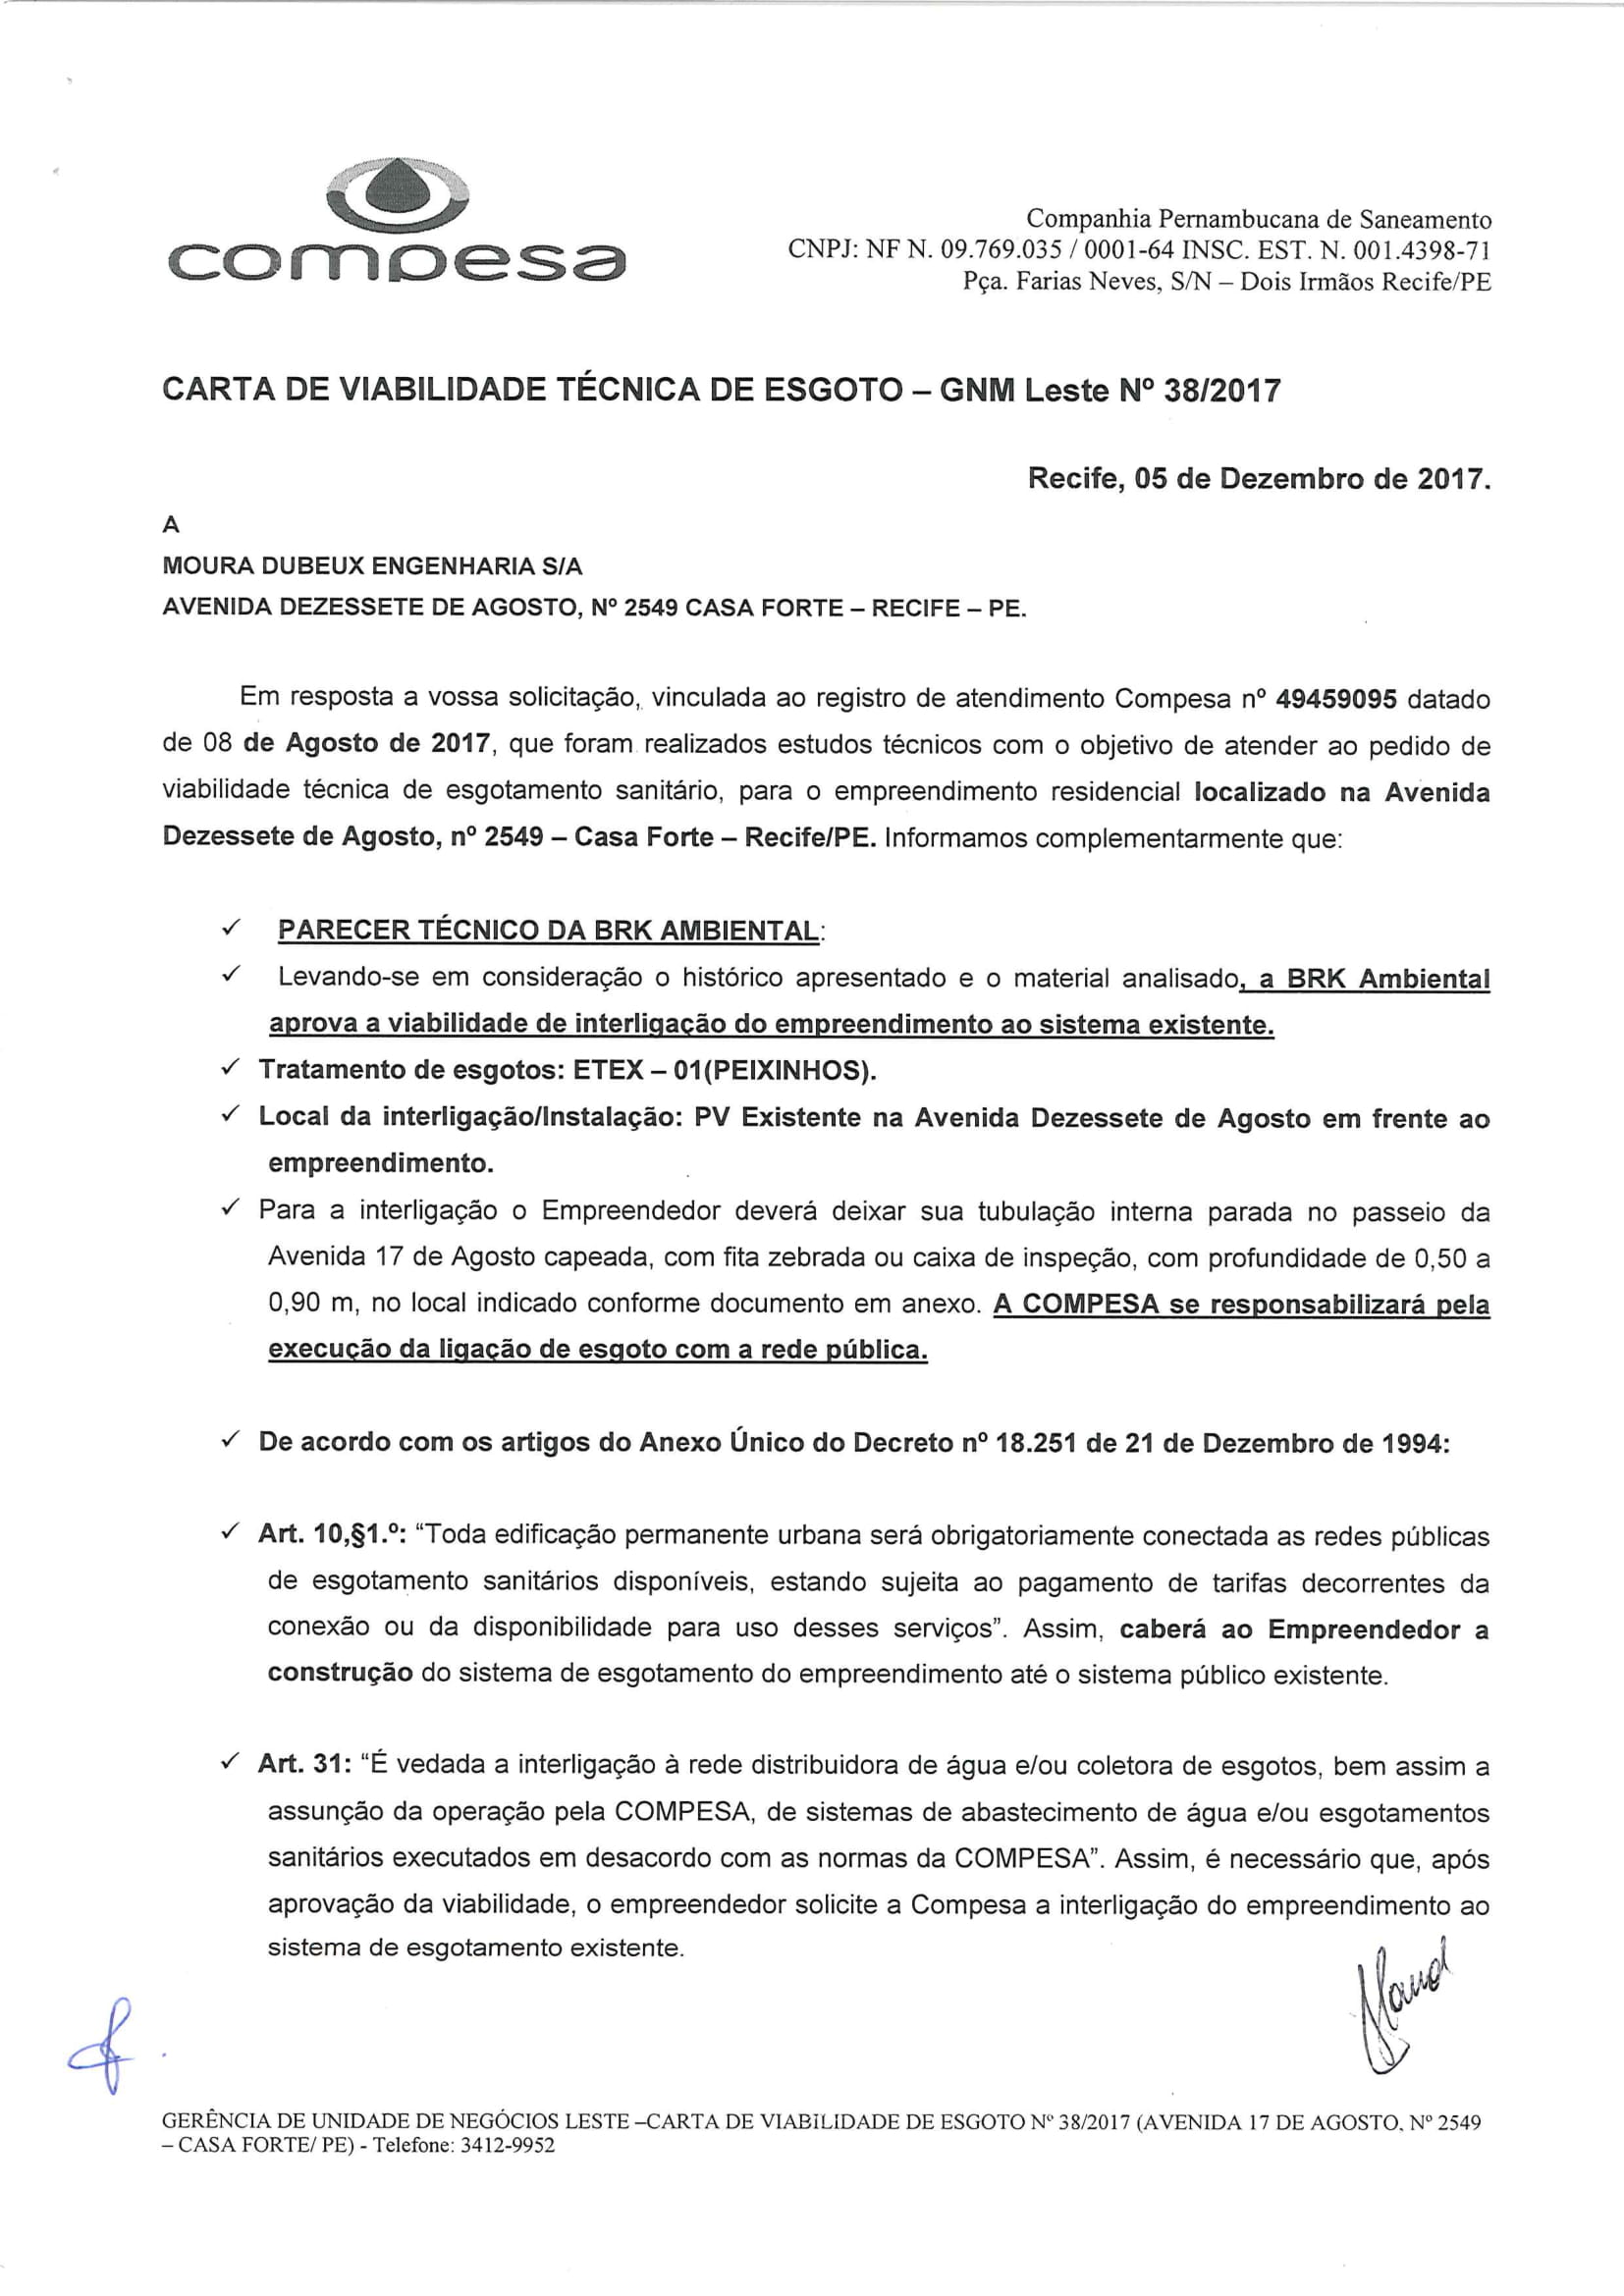 compesa
Companhia Pernambucana de Saneamento
CNPJ: NF N. 09.769.035 / 0001-64 INSC. EST. N. 001.4398-71
Pça. Farias Neves, S/N – Dois Irmãos Recife/PE
CARTA DE VIABILIDADE TÉCNICA DE ESGOTO – GNM Leste Nº 38/2017
Recife, 05 de Dezembro de 2017.
A
MOURA DUBEUX ENGENHARIA S/A
AVENIDA DEZESSETE DE AGOSTO, Nº 2549 CASA FORTE – RECIFE – PE.
Em resposta a vossa solicitação, vinculada ao registro de atendimento Compesa nº 49459095 datado
de 08 de Agosto de 2017, que foram realizados estudos técnicos com o objetivo de atender ao pedido de
viabilidade técnica de esgotamento sanitário, para o empreendimento residencial localizado na Avenida
Dezessete de Agosto, nº 2549 – Casa Forte – Recife/PE. Informamos complementarmente que:
✓ PARECER TÉCNICO DA BRK AMBIENTAL:
✓ Levando-se em consideração o histórico apresentado e o material analisado, a BRK Ambiental
aprova a viabilidade de interligação do empreendimento ao sistema existente.
✓ Tratamento de esgotos: ETEX – 01(PEIXINHOS).
✓ Local da interligação/Instalação: PV Existente na Avenida Dezessete de Agosto em frente ao
empreendimento.
✓ Para a interligação o Empreendedor deverá deixar sua tubulação interna parada no passeio da
Avenida 17 de Agosto capeada, com fita zebrada ou caixa de inspeção, com profundidade de 0,50 a
0,90 m, no local indicado conforme documento em anexo. A COMPESA se responsabilizará pela
execução da ligação de esgoto com a rede pública.
✓ De acordo com os artigos do Anexo Único do Decreto nº 18.251 de 21 de Dezembro de 1994:
✓ Art. 10,§1.º: “Toda edificação permanente urbana será obrigatoriamente conectada as redes públicas
de esgotamento sanitários disponíveis, estando sujeita ao pagamento de tarifas decorrentes da
conexão ou da disponibilidade para uso desses serviços”. Assim, caberá ao Empreendedor a
construção do sistema de esgotamento do empreendimento até o sistema público existente.
✓ Art. 31: “É vedada a interligação à rede distribuidora de água e/ou coletora de esgotos, bem assim a
assunção da operação pela COMPESA, de sistemas de abastecimento de água e/ou esgotamentos
sanitários executados em desacordo com as normas da COMPESA”. Assim, é necessário que, após
aprovação da viabilidade, o empreendedor solicite a Compesa a interligação do empreendimento ao
sistema de esgotamento existente.
GERÊNCIA DE UNIDADE DE NEGÓCIOS LESTE –CARTA DE VIABILIDADE DE ESGOTO Nº 38/2017 (AVENIDA 17 DE AGOSTO, Nº 2549
– CASA FORTE/ PE) - Telefone: 3412-9952